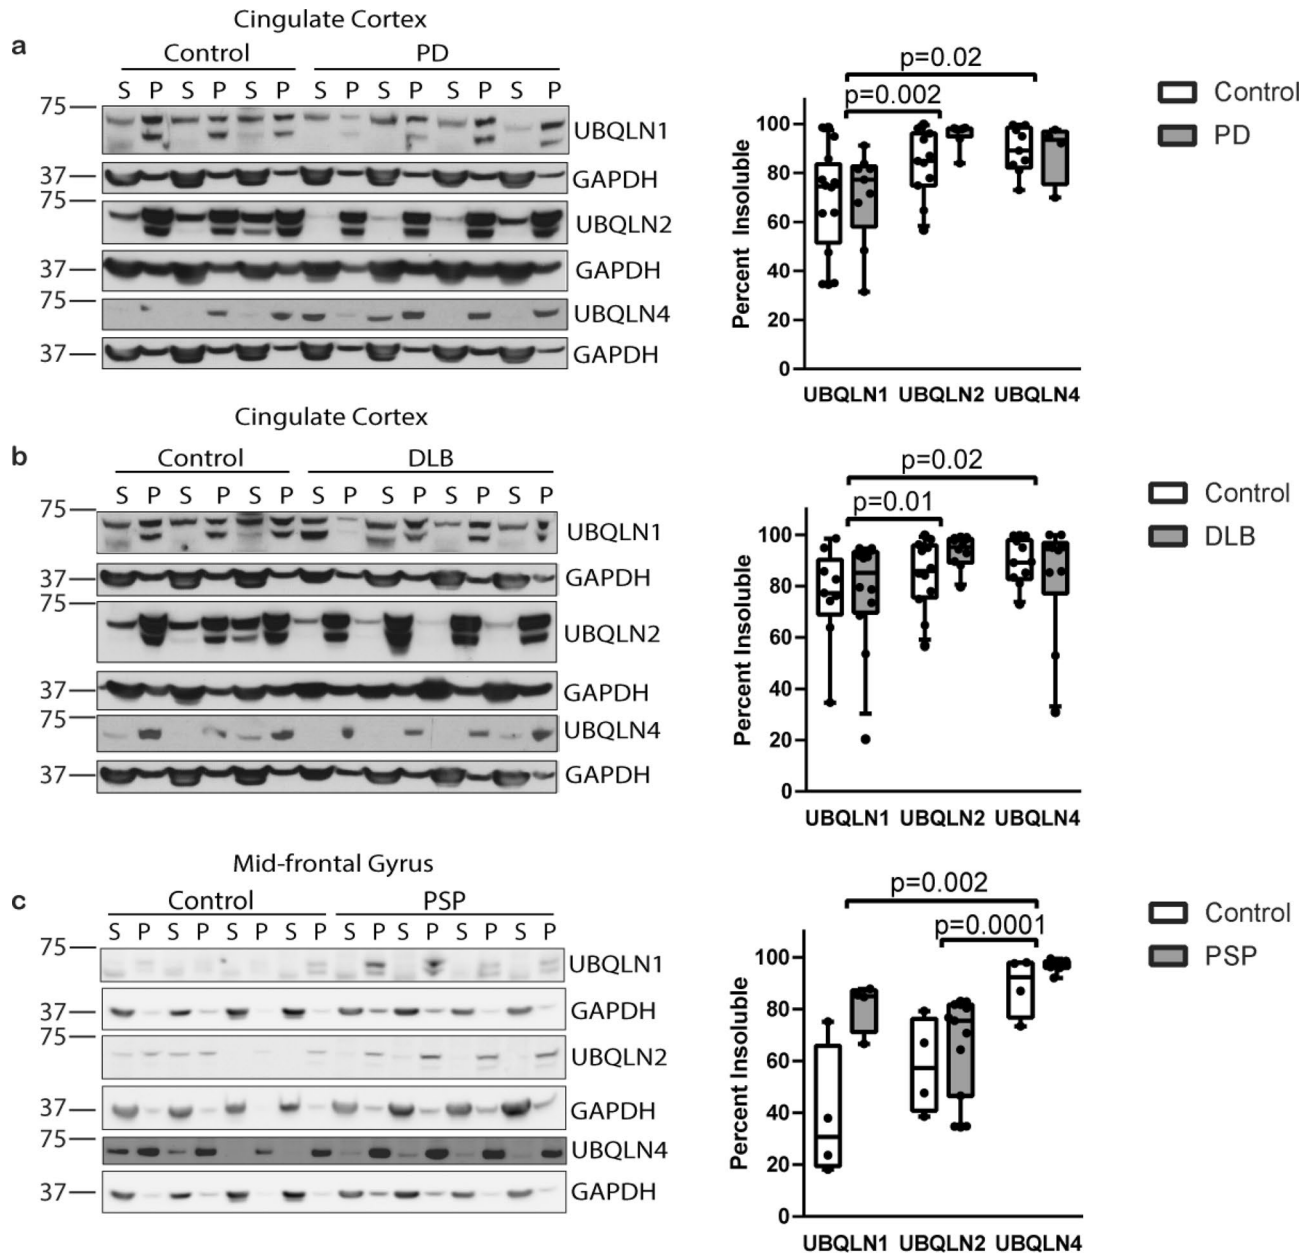 Cingulate Cortex
a
Control PD
S P S P S P S P S P S P S P
75
UBQLN1
37
GAPDH
75
UBQLN2
37
GAPDH
75
UBQLN4
37
GAPDH
p=0.02
p=0.002
Control
PD
Percent Insoluble
100
80
60
40
20
0
UBQLN1 UBQLN2 UBQLN4
Cingulate Cortex
b
Control DLB
S P S P S P S P S P S P S P
75
UBQLN1
37
GAPDH
75
UBQLN2
37
GAPDH
75
UBQLN4
37
GAPDH
p=0.02
p=0.01
Control
DLB
Percent Insoluble
100
80
60
40
20
0
UBQLN1 UBQLN2 UBQLN4
Mid-frontal Gyrus
c
Control PSP
S P S P S P S P S P S P S P S P
75
UBQLN1
37
GAPDH
75
UBQLN2
37
GAPDH
75
UBQLN4
37
GAPDH
p=0.002
p=0.0001
Control
PSP
Percent Insoluble
100
80
60
40
20
0
UBQLN1 UBQLN2 UBQLN4